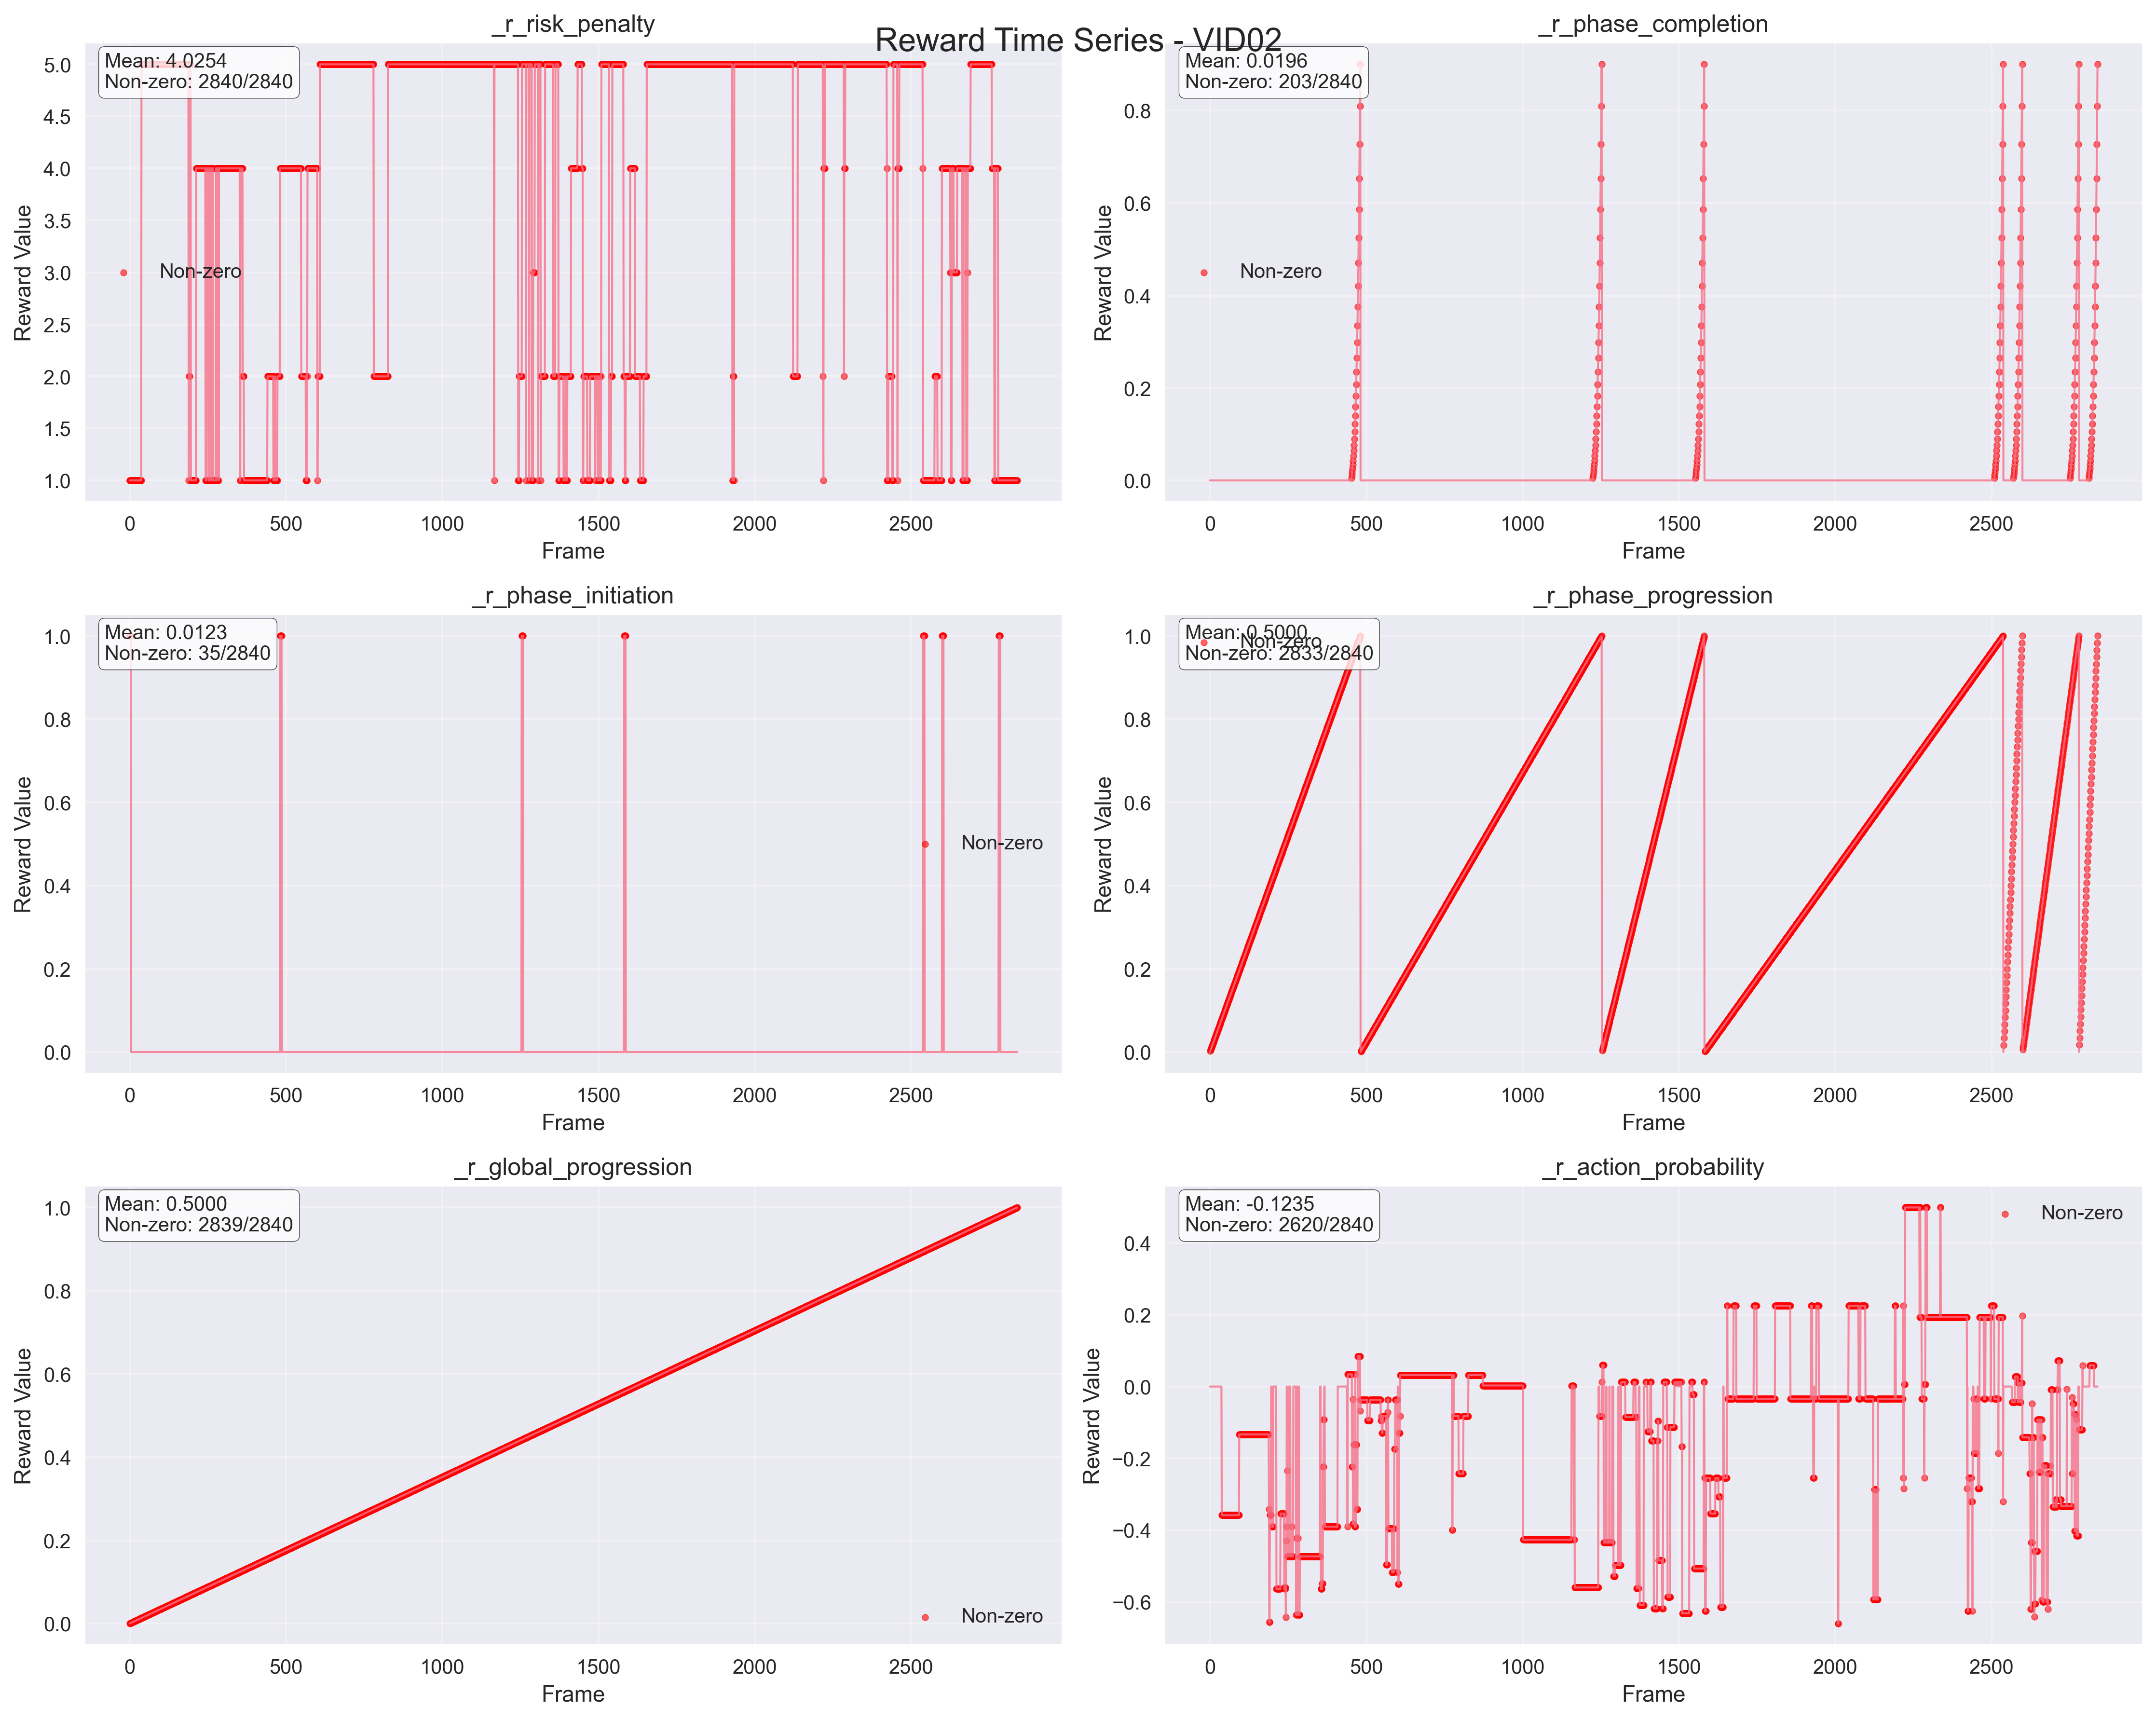 Reward Time Series - VID02
_r_risk_penalty
Mean: 4.0254
Non-zero: 2840/2840
Non-zero
Reward Value
5.0
4.5
4.0
3.5
3.0
2.5
2.0
1.5
1.0
0 500 1000 1500 2000 2500
Frame
_r_phase_completion
Mean: 0.0196
Non-zero: 203/2840
Non-zero
Reward Value
0.8
0.6
0.4
0.2
0.0
0 500 1000 1500 2000 2500
Frame
_r_phase_initiation
Mean: 0.0123
Non-zero: 35/2840
Non-zero
Reward Value
1.0
0.8
0.6
0.4
0.2
0.0
0 500 1000 1500 2000 2500
Frame
_r_phase_progression
Mean: 0.5000
Non-zero
Non-zero: 2833/2840
Reward Value
1.0
0.8
0.6
0.4
0.2
0.0
0 500 1000 1500 2000 2500
Frame
_r_global_progression
Mean: 0.5000
Non-zero: 2839/2840
Non-zero
Reward Value
1.0
0.8
0.6
0.4
0.2
0.0
0 500 1000 1500 2000 2500
Frame
_r_action_probability
Mean: -0.1235
Non-zero: 2620/2840
Non-zero
Reward Value
0.4
0.2
0.0
−0.2
−0.4
−0.6
0 500 1000 1500 2000 2500
Frame